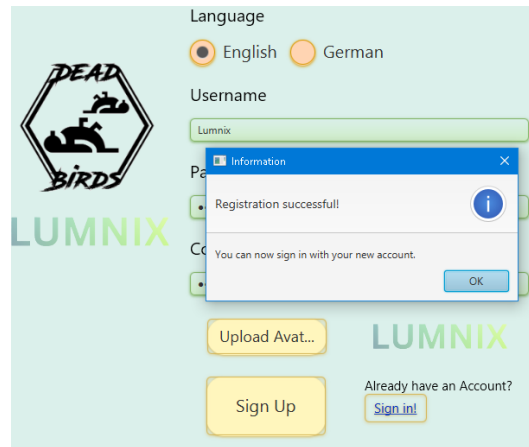 Language
English
German
DEAD
BIRDS
LUMNIX
Username
Lumnix
Information
Registration successful!
You can now sign in with your new account.
OK
Upload Avat...
LUMNIX
Sign Up
Already have an Account?
Sign in!